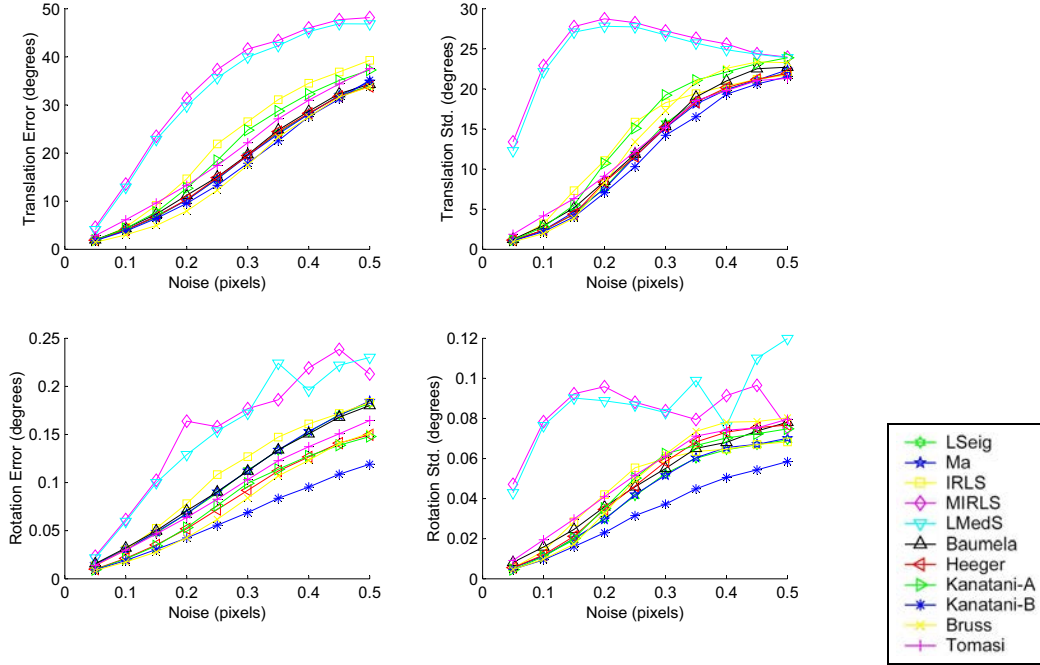 50
40
30
20
10
0
Translation Error (degrees)
0
0.1
0.2
0.3
0.4
0.5
Noise (pixels)
30
25
20
15
10
5
0
Translation Std. (degrees)
0
0.1
0.2
0.3
0.4
0.5
Noise (pixels)
0.25
0.2
0.15
0.1
0.05
0
Rotation Error (degrees)
0
0.1
0.2
0.3
0.4
0.5
Noise (pixels)
0.12
0.1
0.08
0.06
0.04
0.02
0
Rotation Std. (degrees)
0
0.1
0.2
0.3
0.4
0.5
Noise (pixels)
LSeig
Ma
IRLS
MIRLS
LMedS
Baumela
Heeger
Kanatani-A
Kanatani-B
Bruss
Tomasi